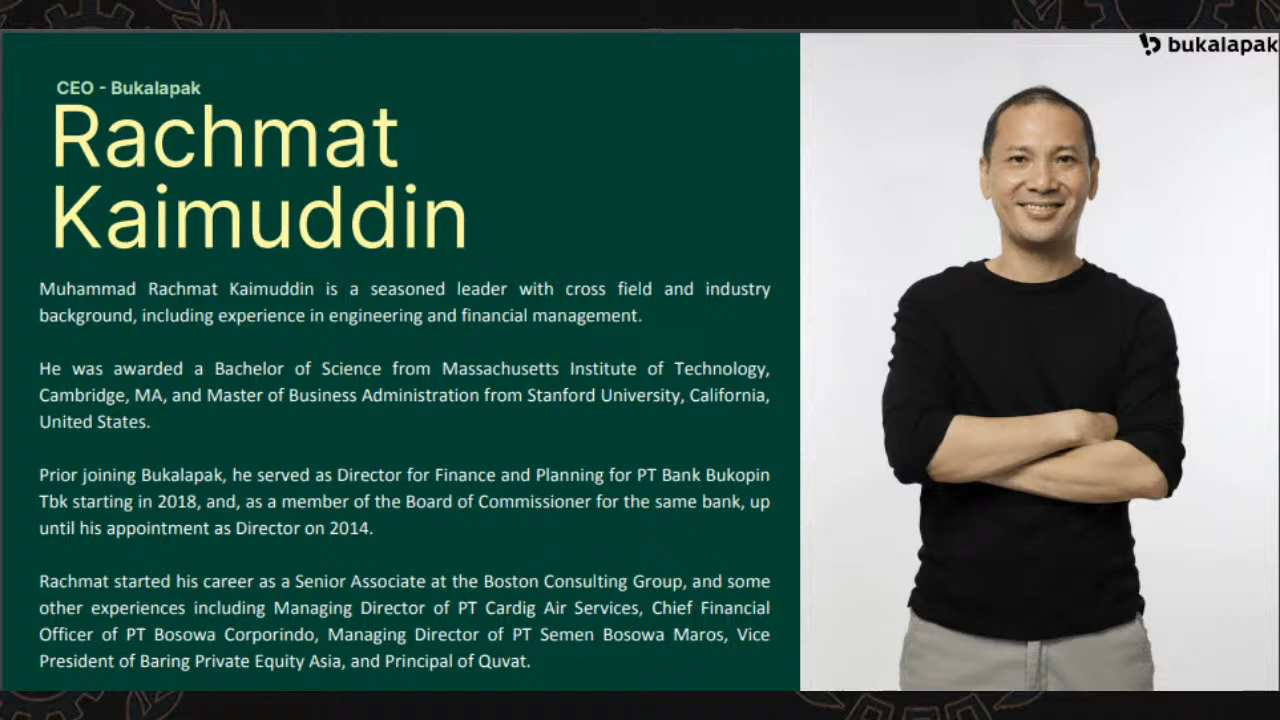 bukalapak
CEO - Bukalapak
Rachmat
Kaimuddin
Muhammad Rachmat Kaimuddin is a seasoned leader with cross field and industry
background, including experience in engineering and financial management.
He was awarded a Bachelor of Science from Massachusetts Institute of Technology,
Cambridge, MA, and Master of Business Administration from Stanford University, California,
United States.
Prior joining Bukalapak, he served as Director for Finance and Planning for PT Bank Bukopin
Tbk starting in 2018, and, as a member of the Board of Commissioner for the same bank, up
until his appointment as Director on 2014.
Rachmat started his career as a Senior Associate at the Boston Consulting Group, and some
other experiences including Managing Director of PT Cardig Air Services, Chief Financial
Officer of PT Bosowa Corporindo, Managing Director of PT Semen Bosowa Maros, Vice
President of Baring Private Equity Asia, and Principal of Quvat.